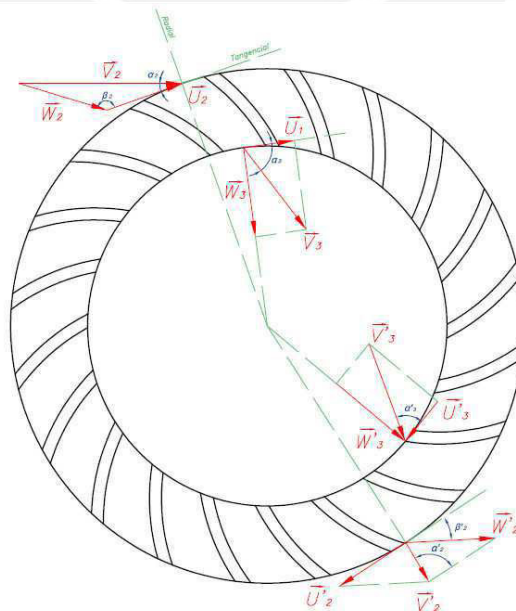 Radial
Tangencial
V2
α2
U2
β2
W2
U1
α3
W3
V3
V'3
α'3
U'3
W'3
β'2
W'2
α'2
U'2
V'2